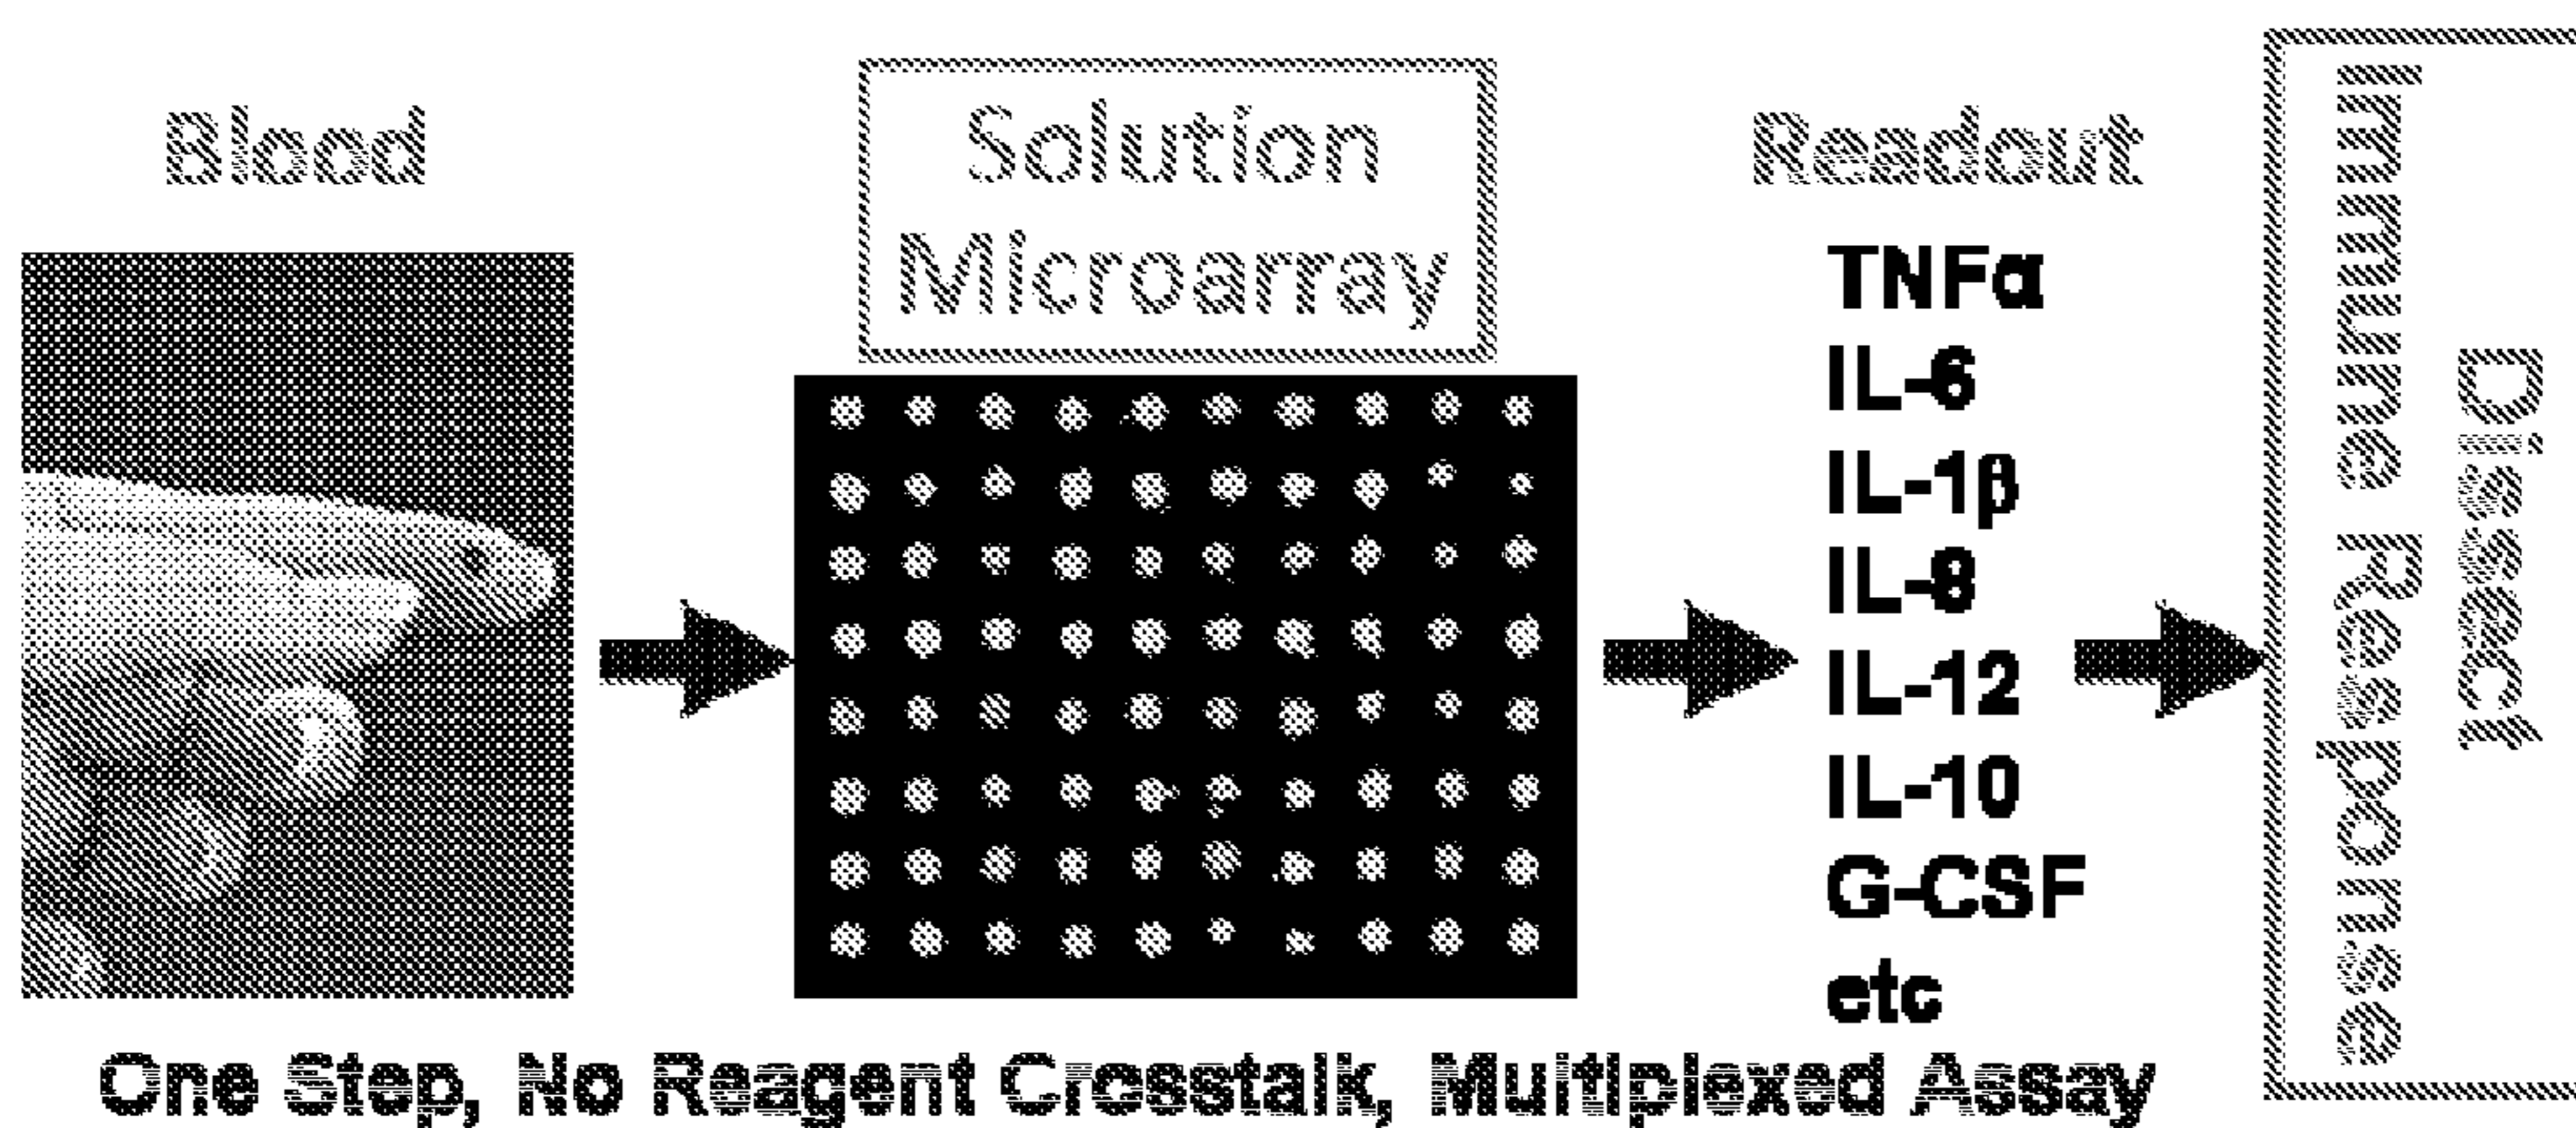 Blood
Solution
Microarray
Readout
TNFα
IL-6
IL-1β
IL-8
IL-12
IL-10
G-CSF
etc
Dissect
Immune Response
One Step, No Reagent Crosstalk, Multiplexed Assay